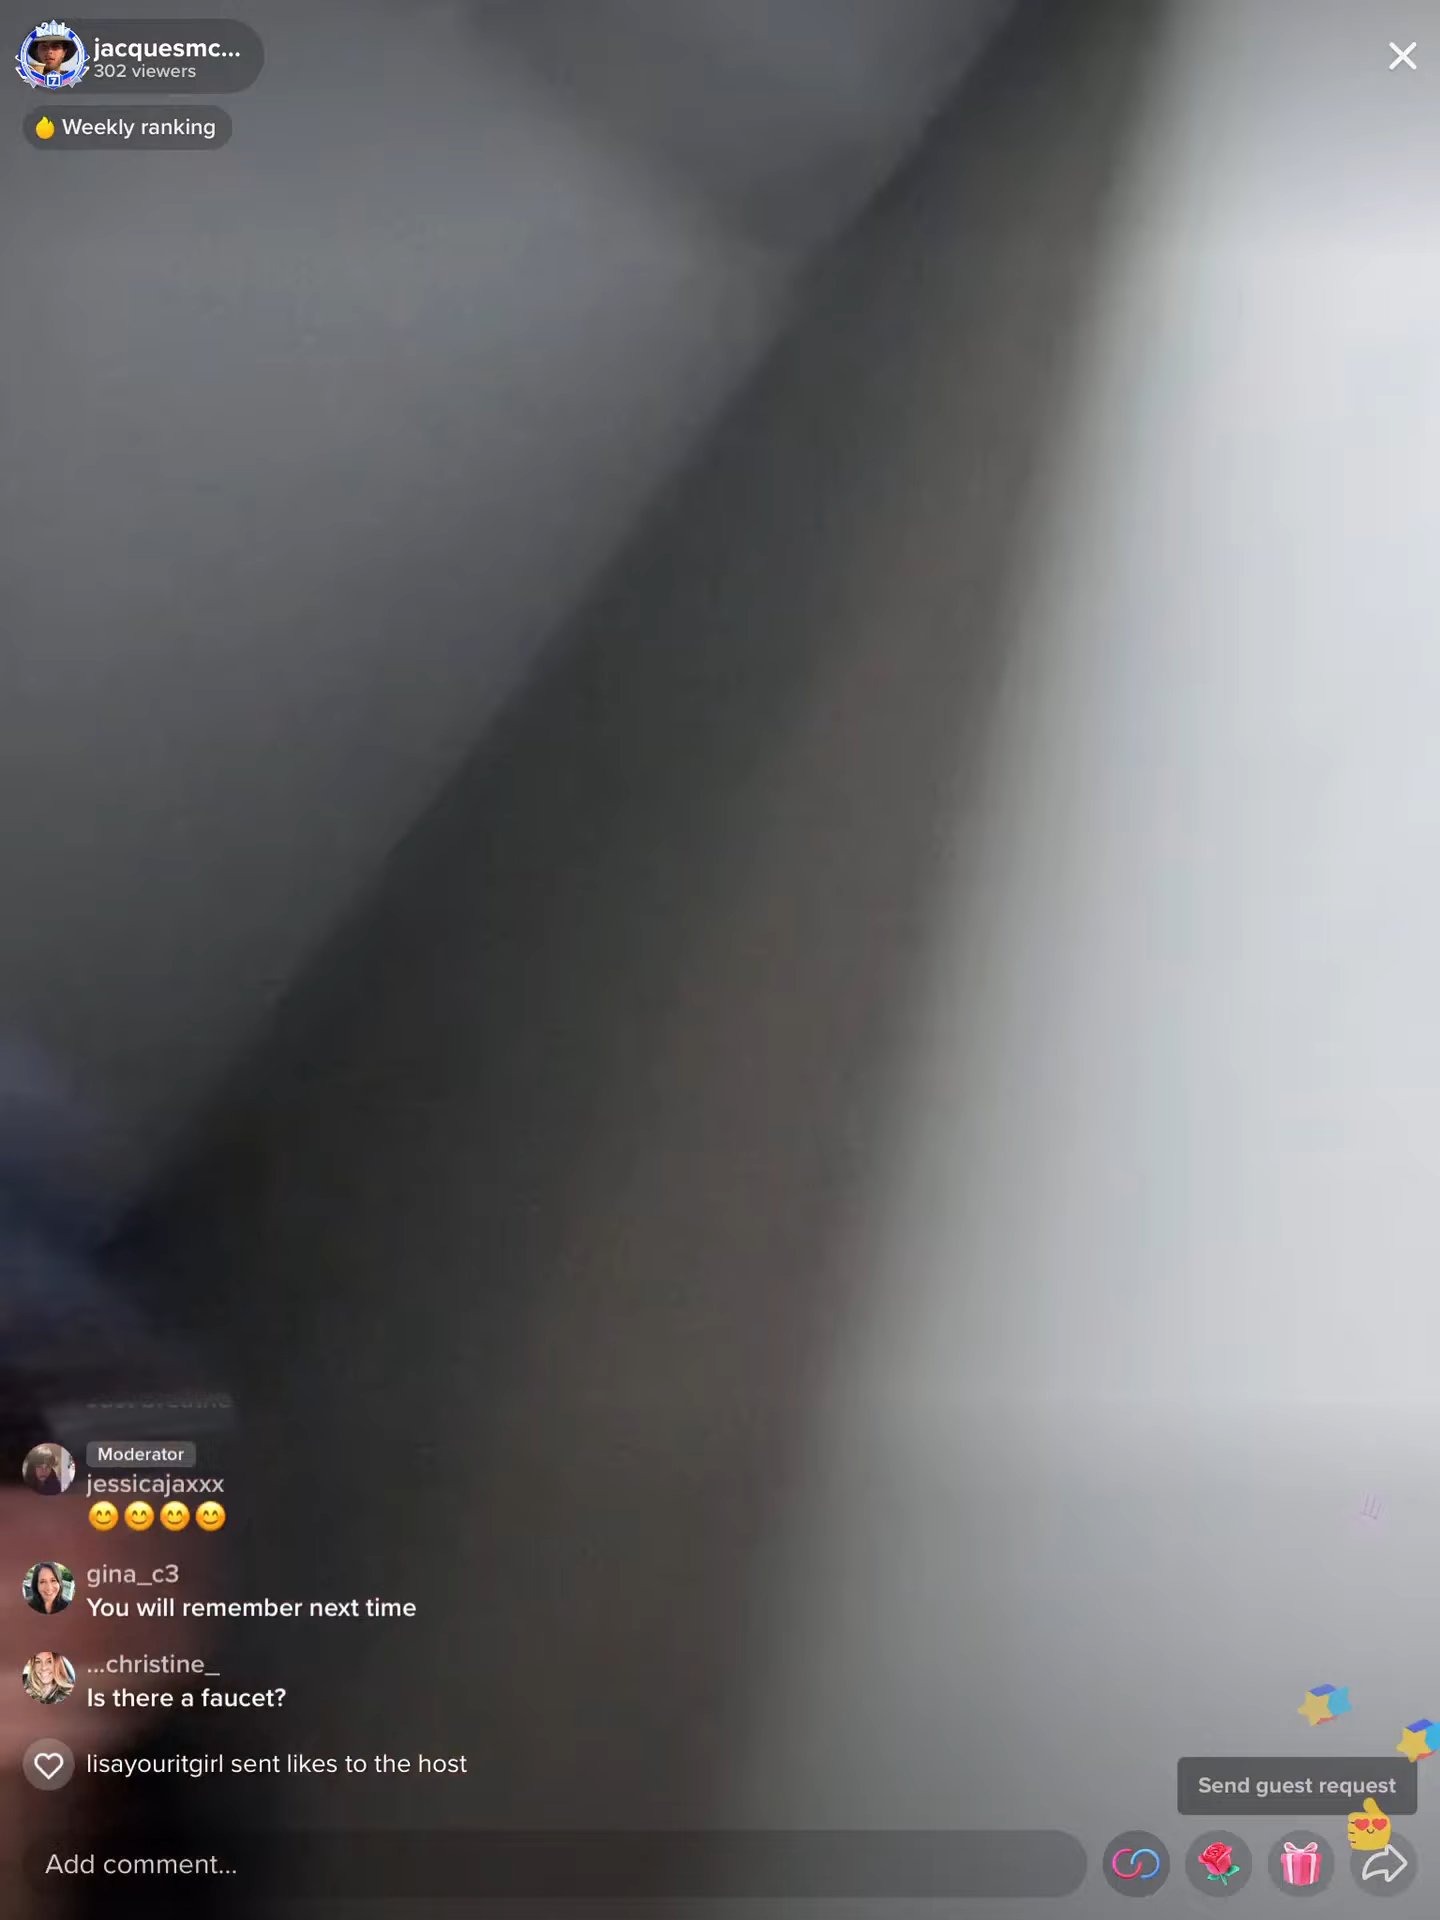 jacquesmc...
302 viewers
Weekly ranking
Moderator
jessicajaxxx
😊😊😊😊
gina_c3
You will remember next time
...christine_
Is there a faucet?
lisayouritgirl sent likes to the host
Send guest request
Add comment...